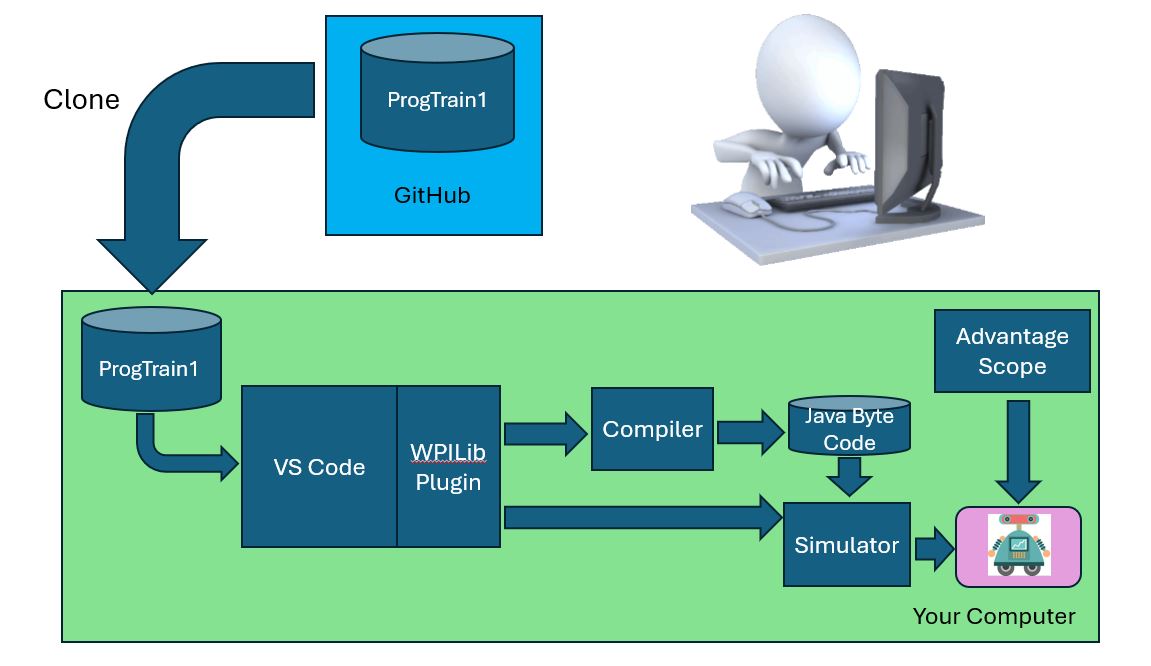 Clone
ProgTrain1
GitHub
ProgTrain1
VS Code
WPILib
Plugin
Compiler
Java Byte
Code
Simulator
Advantage
Scope
Your Computer